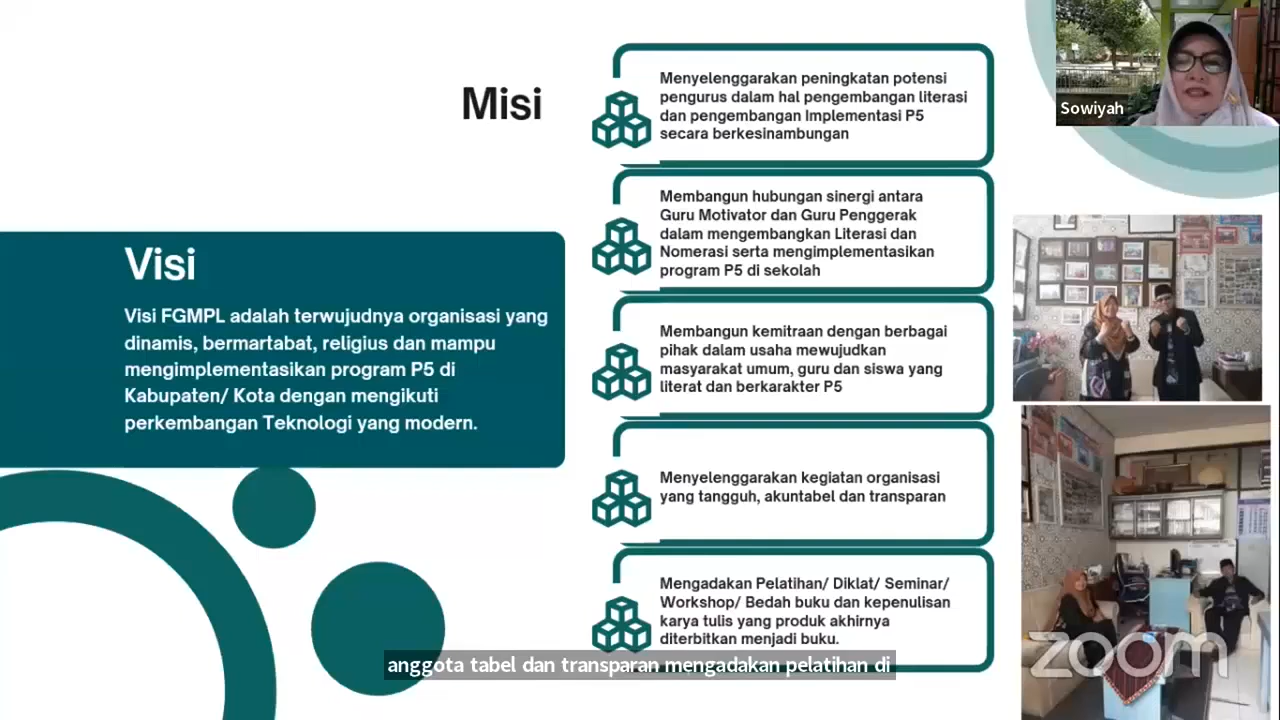 Misi
Menyelenggarakan peningkatan potensi
pengurus dalam hal pengembangan literasi
dan pengembangan Implementasi P5
secara berkesinambungan
Membangun hubungan sinergi antara
Guru Motivator dan Guru Penggerak
dalam mengembangkan Literasi dan
Nomerasi serta mengimplementasikan
program P5 di sekolah
Membangun kemitraan dengan berbagai
pihak dalam usaha mewujudkan
masyarakat umum, guru dan siswa yang
literat dan berkarakter P5
Menyelenggarakan kegiatan organisasi
yang tangguh, akuntabel dan transparan
Mengadakan Pelatihan/ Diklat/ Seminar/
Workshop/ Bedah buku dan kepenulisan
karya tulis yang produk akhirnya
diterbitkan menjadi buku.
Visi
Visi FGMPL adalah terwujudnya organisasi yang
dinamis, bermartabat, religius dan mampu
mengimplementasikan program P5 di
Kabupaten/ Kota dengan mengikuti
perkembangan Teknologi yang modern.
Sowiyah
anggota tabel dan transparan mengadakan pelatihan di
zoom